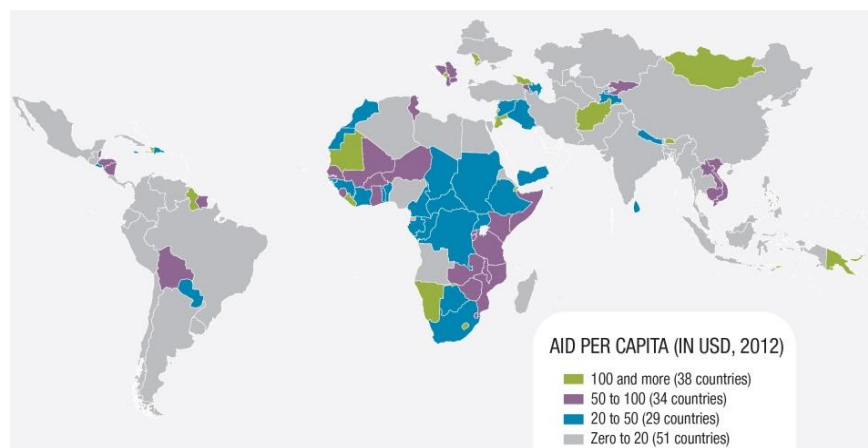 AID PER CAPITA (IN USD, 2012)
100 and more (38 countries)
50 to 100 (34 countries)
20 to 50 (29 countries)
Zero to 20 (51 countries)